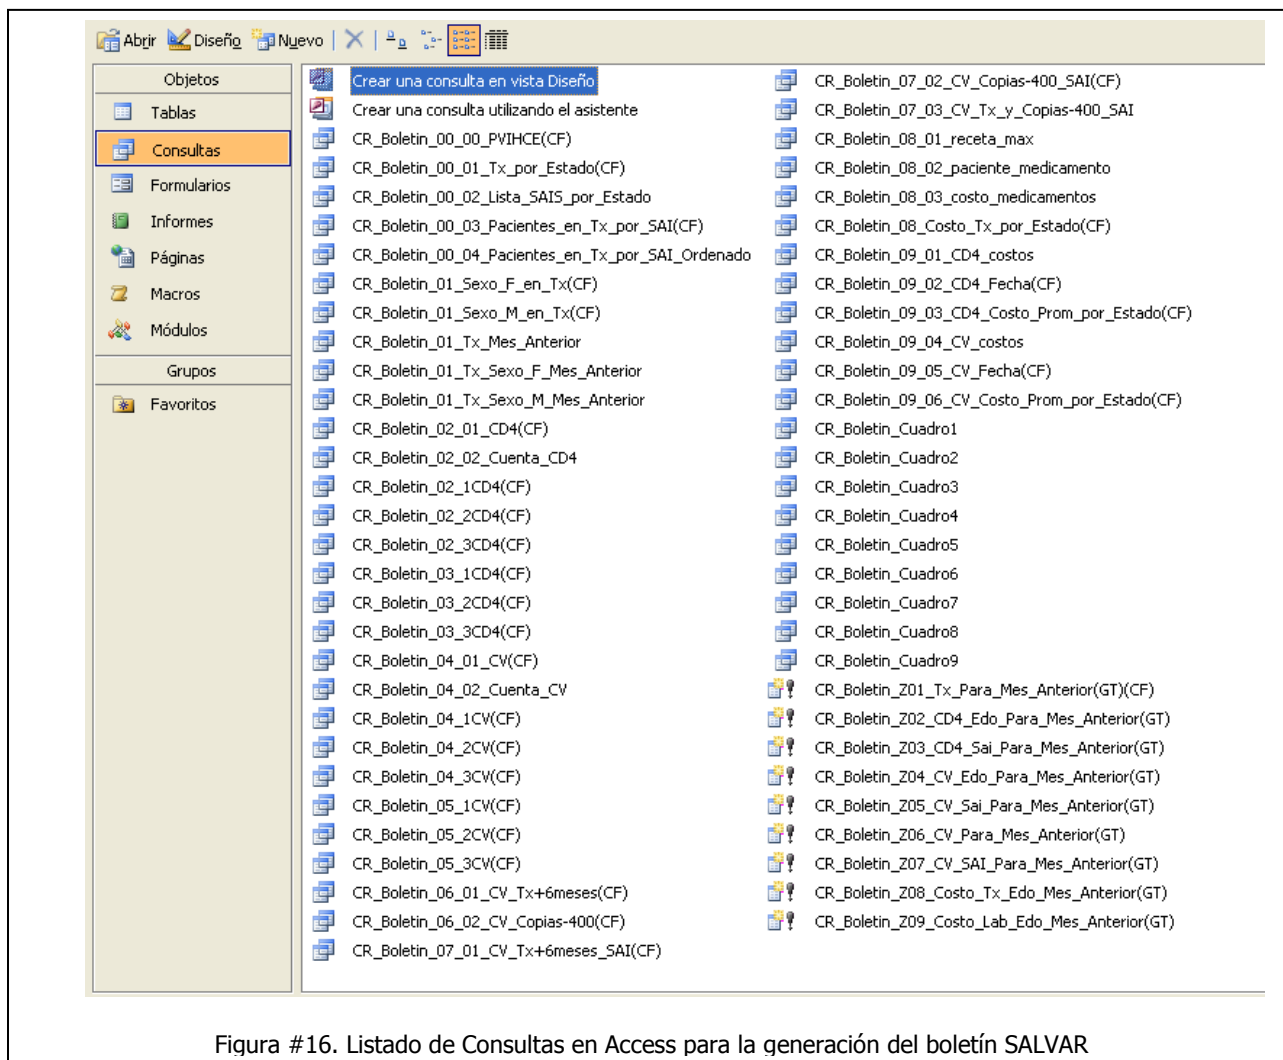 Abrir Diseño Nuevo
Objetos
Tablas
Consultas
Formularios
Informes
Páginas
Macros
Módulos
Grupos
Favoritos
Crear una consulta en vista Diseño
Crear una consulta utilizando el asistente
CR_Boletin_00_00_PVIHCE(CF)
CR_Boletin_00_01_Tx_por_Estado(CF)
CR_Boletin_00_02_Lista_SAIS_por_Estado
CR_Boletin_00_03_Pacientes_en_Tx_por_SAI(CF)
CR_Boletin_00_04_Pacientes_en_Tx_por_SAI_Ordenado
CR_Boletin_01_Sexo_F_en_Tx(CF)
CR_Boletin_01_Sexo_M_en_Tx(CF)
CR_Boletin_01_Tx_Mes_Anterior
CR_Boletin_01_Tx_Sexo_F_Mes_Anterior
CR_Boletin_01_Tx_Sexo_M_Mes_Anterior
CR_Boletin_02_01_CD4(CF)
CR_Boletin_02_02_Cuenta_CD4
CR_Boletin_02_1CD4(CF)
CR_Boletin_02_2CD4(CF)
CR_Boletin_02_3CD4(CF)
CR_Boletin_03_1CD4(CF)
CR_Boletin_03_2CD4(CF)
CR_Boletin_03_3CD4(CF)
CR_Boletin_04_01_CV(CF)
CR_Boletin_04_02_Cuenta_CV
CR_Boletin_04_1CV(CF)
CR_Boletin_04_2CV(CF)
CR_Boletin_04_3CV(CF)
CR_Boletin_05_1CV(CF)
CR_Boletin_05_2CV(CF)
CR_Boletin_05_3CV(CF)
CR_Boletin_06_01_CV_Tx+6meses(CF)
CR_Boletin_06_02_CV_Copias-400(CF)
CR_Boletin_07_01_CV_Tx+6meses_SAI(CF)
CR_Boletin_07_02_CV_Copias-400_SAI(CF)
CR_Boletin_07_03_CV_Tx_y_Copias-400_SAI
CR_Boletin_08_01_receta_max
CR_Boletin_08_02_paciente_medicamento
CR_Boletin_08_03_costo_medicamentos
CR_Boletin_08_Costo_Tx_por_Estado(CF)
CR_Boletin_09_01_CD4_costos
CR_Boletin_09_02_CD4_Fecha(CF)
CR_Boletin_09_03_CD4_Costo_Prom_por_Estado(CF)
CR_Boletin_09_04_CV_costos
CR_Boletin_09_05_CV_Fecha(CF)
CR_Boletin_09_06_CV_Costo_Prom_por_Estado(CF)
CR_Boletin_Cuadro1
CR_Boletin_Cuadro2
CR_Boletin_Cuadro3
CR_Boletin_Cuadro4
CR_Boletin_Cuadro5
CR_Boletin_Cuadro6
CR_Boletin_Cuadro7
CR_Boletin_Cuadro8
CR_Boletin_Cuadro9
CR_Boletin_Z01_Tx_Para_Mes_Anterior(GT)(CF)
CR_Boletin_Z02_CD4_Edo_Para_Mes_Anterior(GT)
CR_Boletin_Z03_CD4_Sai_Para_Mes_Anterior(GT)
CR_Boletin_Z04_CV_Edo_Para_Mes_Anterior(GT)
CR_Boletin_Z05_CV_Sai_Para_Mes_Anterior(GT)
CR_Boletin_Z06_CV_Para_Mes_Anterior(GT)
CR_Boletin_Z07_CV_SAI_Para_Mes_Anterior(GT)
CR_Boletin_Z08_Costo_Tx_Edo_Mes_Anterior(GT)
CR_Boletin_Z09_Costo_Lab_Edo_Mes_Anterior(GT)
Figura #16. Listado de Consultas en Access para la generación del boletín SALVAR